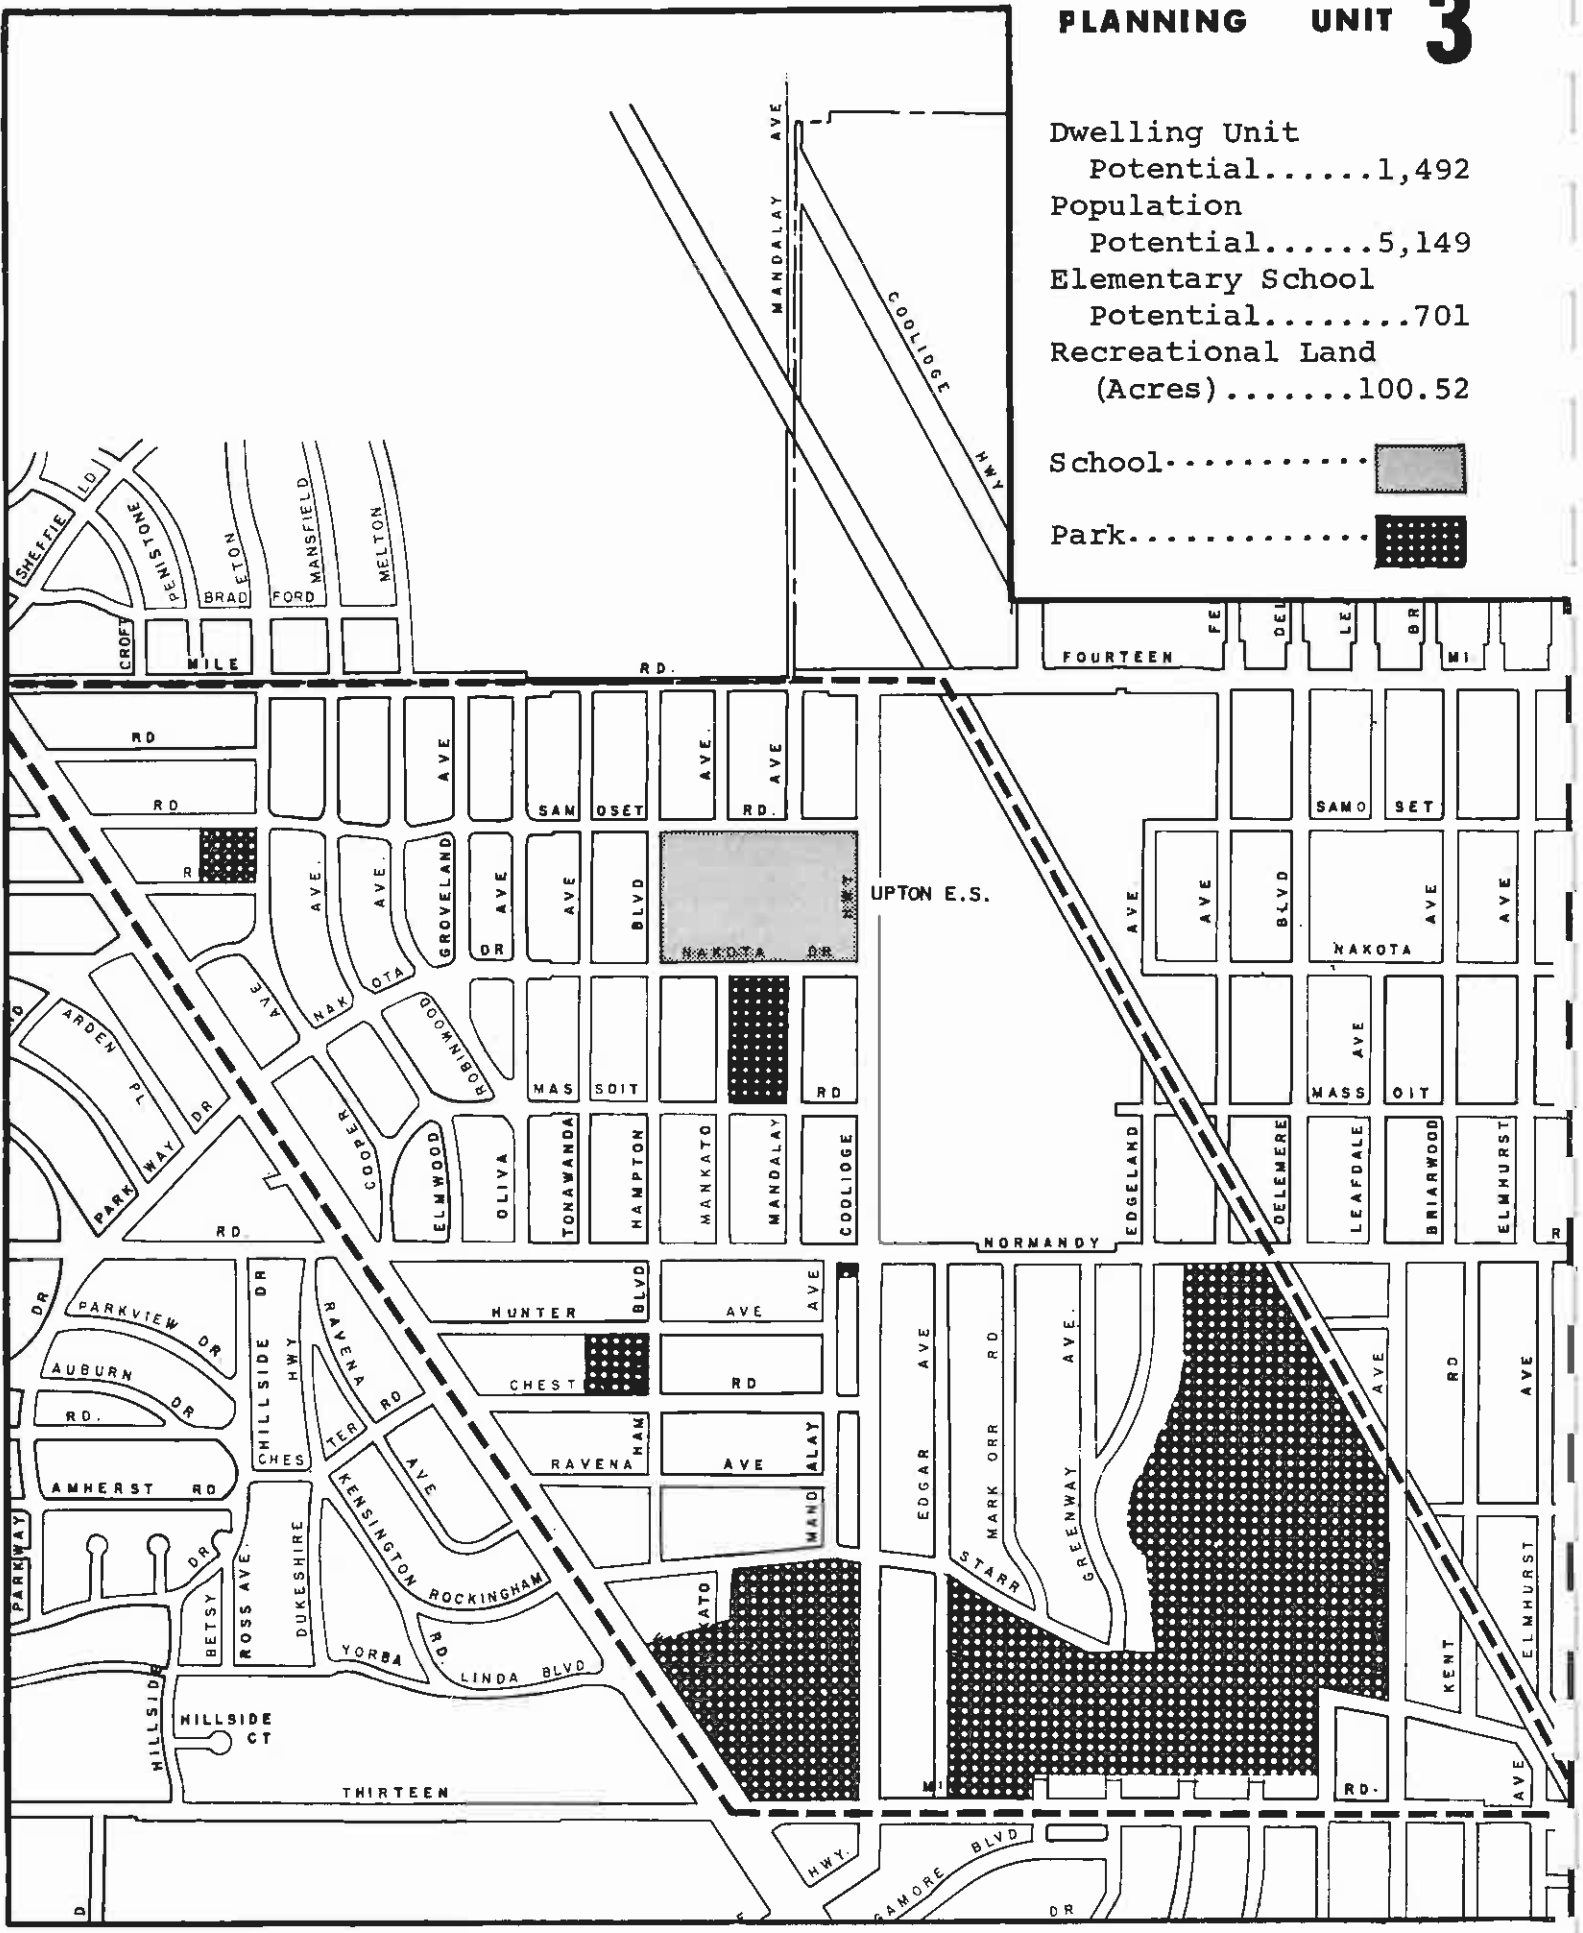 PLANNING UNIT 3
Dwelling Unit
Potential......1,492
Population
Potential......5,149
Elementary School
Potential........701
Recreational Land
(Acres).......100.52
School...........
Park.............
MANDALAY AVE
COOLIDGE HWY
SHEFFIE LD
PENISTONE
BRAD ETON
FORD
MANSFIELD
MELTON
CROFT
MILE
RD.
FOURTEEN
MI
FE
DEL
LE
BR
RD
RD
R
AVE
AVE.
AVE
SAM OSET
RD.
SAMO SET
AVE.
AVE.
GROVELAND
AVE
DR
AVE
BLVD
HWY
NAKOTA DR
UPTON E.S.
AVE
AVE
BLVD
AVE
AVE
NAKOTA
AVE
NAK OTA
ROBINWOOD
ARDEN PL
DR
PARK WAY
MAS SOIT
RD
AVE
MASS OIT
COOPER
ELMWOOD
OLIVA
TONAWANDA
HAMPTON
MANKATO
MANDALAY
COOLIDGE
EDGELAND
DELEMERE
LEAFDALE
BRIARWOOD
ELMHURST
RD
NORMANDY
R
DR
PARKVIEW DR
AUBURN DR
RD.
AMHERST RD
HILLSIDE DR
HWY
CHES TER RD
RAVENA
AVE
HUNTER BLVD AVE
AVE
CHEST RD
RAVENA HAM AVE
MAND ALAY
EDGAR AVE
MARK ORR RD
GREENWAY AVE.
STARR
AVE
RD
AVE
PARKWAY
DR
BETSY
ROSS AVE.
DUKESHIRE
KENSINGTON
RD.
ROCKINGHAM
YORBA LINDA BLVD
KATO
KENT
ELMHURST
HILLSIDE
HILLSIDE
CT
THIRTEEN
MI
RD.
AVE
HWY.
GAMORE BLVD
DR
D